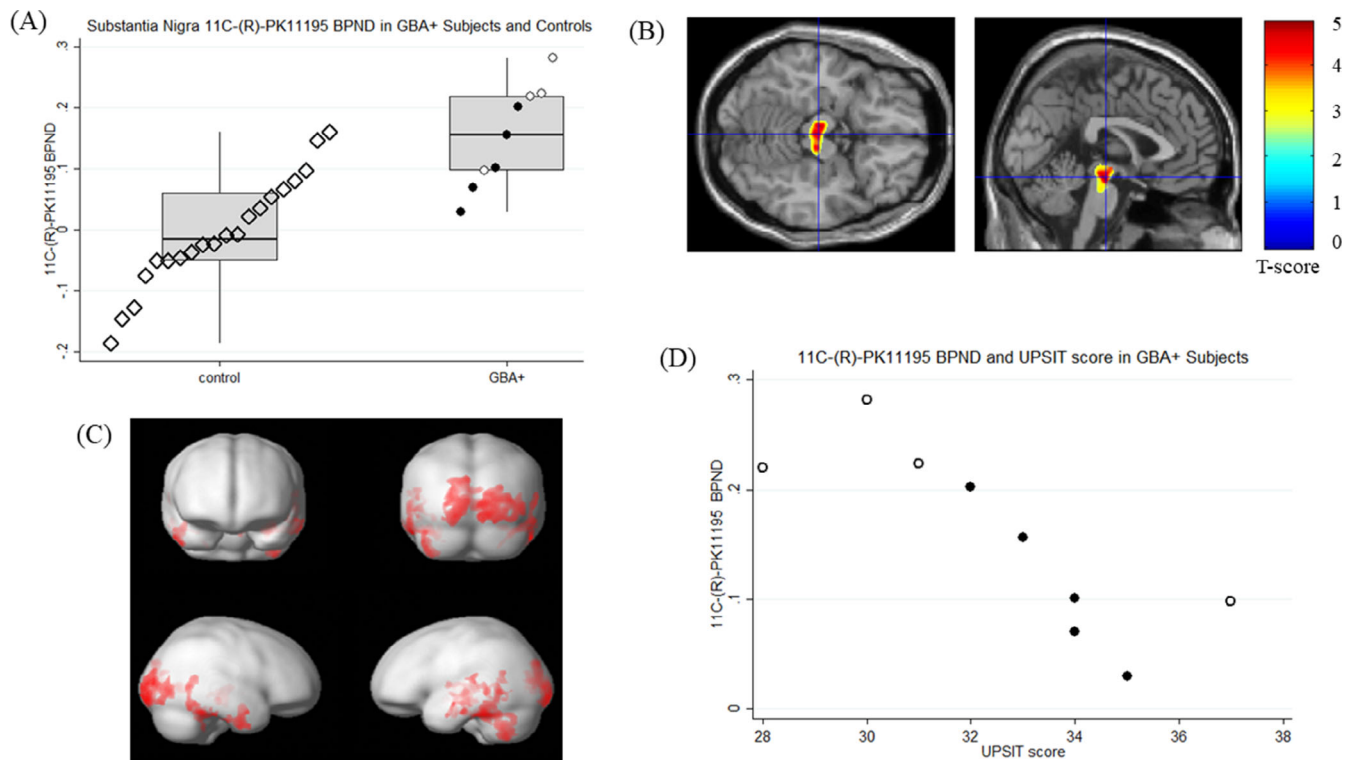 (A)
Substantia Nigra 11C-(R)-PK11195 BPND in GBA+ Subjects and Controls
11C-(R)-PK11195 BPND
.3
.2
.1
0
-.1
-.2
control
GBA+
(B)
5
4
3
2
1
0
T-score
(C)
(D)
11C-(R)-PK11195 BPND and UPSIT score in GBA+ Subjects
11C-(R)-PK11195 BPND
.3
.2
.1
0
28
30
32
34
36
38
UPSIT score